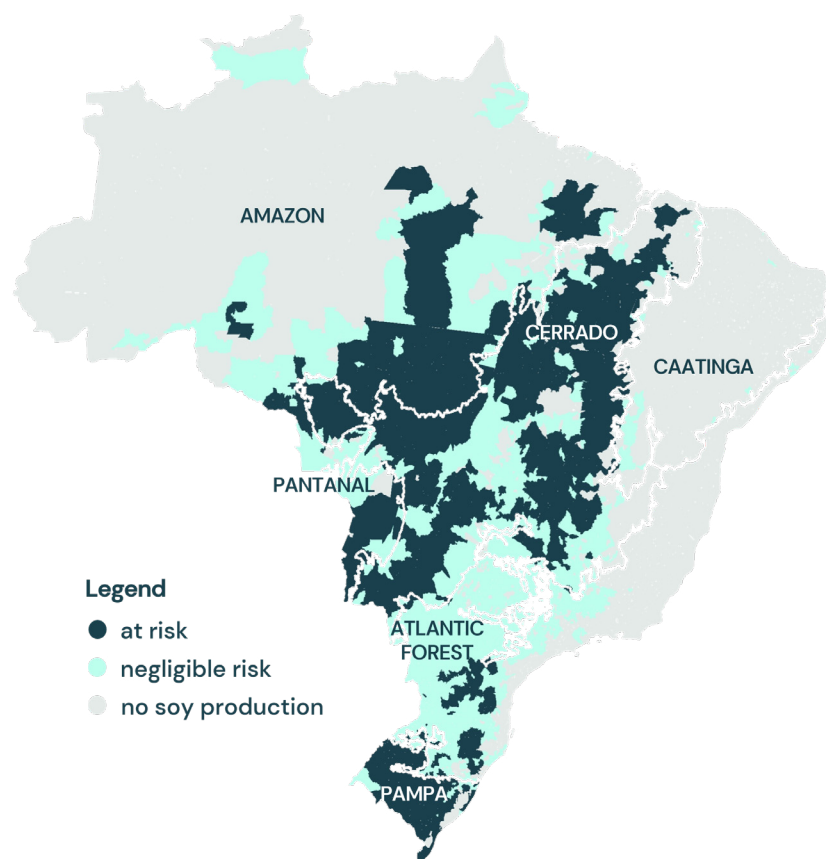 AMAZON
CERRADO
CAATINGA
PANTANAL
Legend
at risk
negligible risk
no soy production
ATLANTIC
FOREST
PAMPA